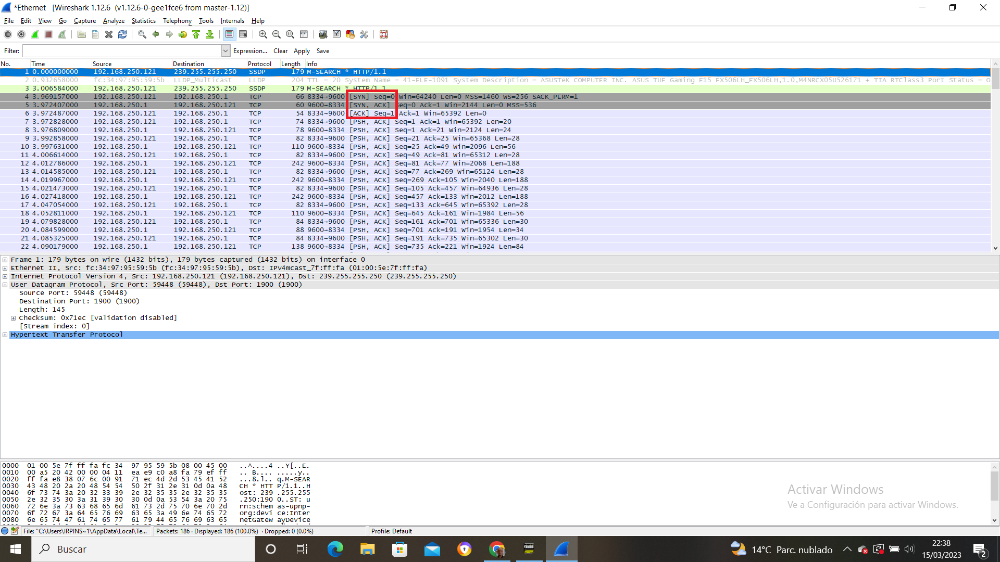 *Ethernet   [Wireshark 1.12.6  (v1.12.6-0-gee1fce6 from master-1.12)]
File Edit View Go Capture Analyze Statistics Telephony Tools Internals Help
Filter: Expression... Clear Apply Save
No. Time Source Destination Protocol Length Info
1 0.000000000 192.168.250.121 239.255.255.250 SSDP 179 M-SEARCH * HTTP/1.1
2 0.932658000 fc:34:97:95:59:5b LLDP_Multicast LLDP 204 TTL = 20 System Name = 41-ELE-1091 System Description = ASUSTeK COMPUTER INC. ASUS TUF Gaming F15 FX506LH_FX506LH,1.0,M4NRCX05U526171 + TIA RTClass3 Port Status = O
3 3.006584000 192.168.250.121 239.255.255.250 SSDP 179 M-SEARCH * HTTP/1.1
4 3.969157000 192.168.250.121 192.168.250.1 TCP 66 8334→9600 [SYN] Seq=0 Win=64240 Len=0 MSS=1460 WS=256 SACK_PERM=1
5 3.972407000 192.168.250.1 192.168.250.121 TCP 60 9600→8334 [SYN, ACK] Seq=0 Ack=1 Win=2144 Len=0 MSS=536
6 3.972487000 192.168.250.121 192.168.250.1 TCP 54 8334→9600 [ACK] Seq=1 Ack=1 Win=65392 Len=0
7 3.972828000 192.168.250.121 192.168.250.1 TCP 74 8334→9600 [PSH, ACK] Seq=1 Ack=1 Win=65392 Len=20
8 3.976809000 192.168.250.1 192.168.250.121 TCP 78 9600→8334 [PSH, ACK] Seq=1 Ack=21 Win=2124 Len=24
9 3.992858000 192.168.250.121 192.168.250.1 TCP 82 8334→9600 [PSH, ACK] Seq=21 Ack=25 Win=65368 Len=28
10 3.997631000 192.168.250.1 192.168.250.121 TCP 110 9600→8334 [PSH, ACK] Seq=25 Ack=49 Win=2096 Len=56
11 4.006614000 192.168.250.121 192.168.250.1 TCP 82 8334→9600 [PSH, ACK] Seq=49 Ack=81 Win=65312 Len=28
12 4.012786000 192.168.250.1 192.168.250.121 TCP 242 9600→8334 [PSH, ACK] Seq=81 Ack=77 Win=2068 Len=188
13 4.014585000 192.168.250.121 192.168.250.1 TCP 82 8334→9600 [PSH, ACK] Seq=77 Ack=269 Win=65124 Len=28
14 4.019967000 192.168.250.1 192.168.250.121 TCP 242 9600→8334 [PSH, ACK] Seq=269 Ack=105 Win=2040 Len=188
15 4.021473000 192.168.250.121 192.168.250.1 TCP 82 8334→9600 [PSH, ACK] Seq=105 Ack=457 Win=64936 Len=28
16 4.027418000 192.168.250.1 192.168.250.121 TCP 242 9600→8334 [PSH, ACK] Seq=457 Ack=133 Win=2012 Len=188
17 4.047054000 192.168.250.121 192.168.250.1 TCP 82 8334→9600 [PSH, ACK] Seq=133 Ack=645 Win=65392 Len=28
18 4.052811000 192.168.250.1 192.168.250.121 TCP 110 9600→8334 [PSH, ACK] Seq=645 Ack=161 Win=1984 Len=56
19 4.079828000 192.168.250.121 192.168.250.1 TCP 84 8334→9600 [PSH, ACK] Seq=161 Ack=701 Win=65336 Len=30
20 4.084599000 192.168.250.1 192.168.250.121 TCP 88 9600→8334 [PSH, ACK] Seq=701 Ack=191 Win=1954 Len=34
21 4.085325000 192.168.250.121 192.168.250.1 TCP 84 8334→9600 [PSH, ACK] Seq=191 Ack=735 Win=65302 Len=30
22 4.090179000 192.168.250.1 192.168.250.121 TCP 138 9600→8334 [PSH, ACK] Seq=735 Ack=221 Win=1924 Len=84
Frame 1: 179 bytes on wire (1432 bits), 179 bytes captured (1432 bits) on interface 0
Ethernet II, Src: fc:34:97:95:59:5b (fc:34:97:95:59:5b), Dst: IPv4mcast_7f:ff:fa (01:00:5e:7f:ff:fa)
Internet Protocol Version 4, Src: 192.168.250.121 (192.168.250.121), Dst: 239.255.255.250 (239.255.255.250)
User Datagram Protocol, Src Port: 59448 (59448), Dst Port: 1900 (1900)
Source Port: 59448 (59448)
Destination Port: 1900 (1900)
Length: 145
Checksum: 0x71ec [validation disabled]
[Stream index: 0]
Hypertext Transfer Protocol
0000  01 00 5e 7f ff fa fc 34  97 95 59 5b 08 00 45 00   ..^....4 ..Y[..E.
0010  00 a5 20 42 00 00 04 11  ea e9 c0 a8 fa 79 ef ff   .. B.... .....y..
0020  ff fa e8 38 07 6c 00 91  71 ec 4d 2d 53 45 41 52   ...8.l.. q.M-SEAR
0030  43 48 20 2a 20 48 54 54  50 2f 31 2e 31 0d 0a 48   CH * HTT P/1.1..H
0040  6f 73 74 3a 20 32 33 39  2e 32 35 35 2e 32 35 35   ost: 239 .255.255
0050  2e 32 35 30 3a 31 39 30  30 0d 0a 53 54 3a 20 75   .250:190 0..ST: u
0060  72 6e 3a 73 63 68 65 6d  61 73 2d 75 70 6e 70 2d   rn:schem as-upnp-
0070  6f 72 67 3a 64 65 76 69  63 65 3a 49 6e 74 65 72   org:devi ce:Inter
0080  6e 65 74 47 61 74 65 77  61 79 44 65 76 69 63 65   netGatew ayDevice
Activar Windows
Ve a Configuración para activar Windows.
File: "C:\Users\IRPINS~1\AppData\Local\Te... Packets: 186 · Displayed: 186 (100.0%) · Dropped: 0 (0.0%) Profile: Default
Buscar
14°C Parc. nublado
22:38
15/03/2023
2